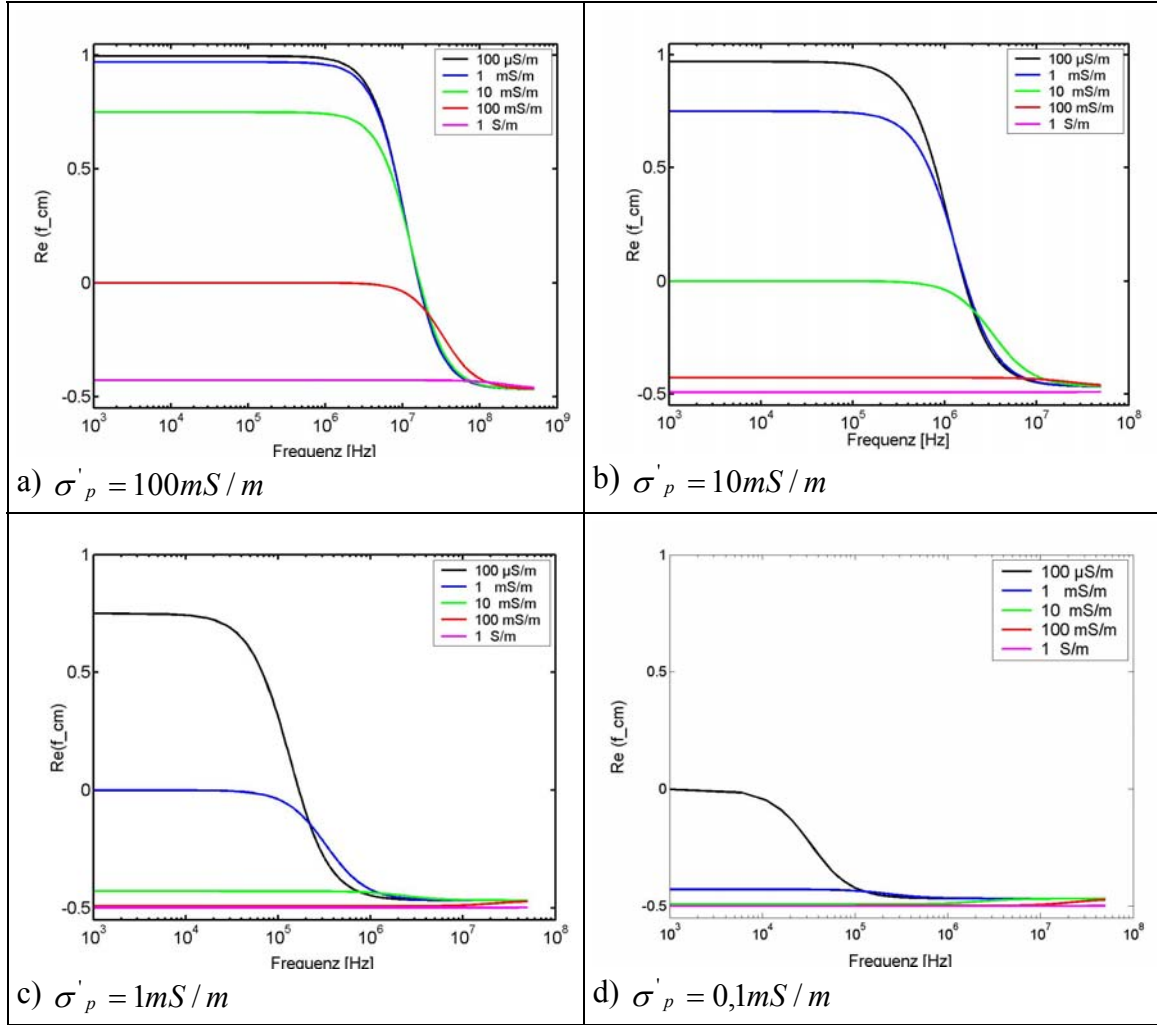 1
0.5
0
-0.5
Re (f_cm)
100 µS/m
1 mS/m
10 mS/m
100 mS/m
1 S/m
10^3 10^4 10^5 10^6 10^7 10^8 10^9
Frequenz [Hz]
a) σ'_p = 100mS / m
1
0.5
0
-0.5
Re (f_cm)
100 µS/m
1 mS/m
10 mS/m
100 mS/m
1 S/m
10^3 10^4 10^5 10^6 10^7 10^8
Frequenz [Hz]
b) σ'_p = 10mS / m
1
0.5
0
-0.5
Re(f_cm)
100 µS/m
1 mS/m
10 mS/m
100 mS/m
1 S/m
10^3 10^4 10^5 10^6 10^7 10^8
Frequenz [Hz]
c) σ'_p = 1mS / m
1
0.5
0
-0.5
Re (f_cm)
100 µS/m
1 mS/m
10 mS/m
100 mS/m
1 S/m
10^3 10^4 10^5 10^6 10^7 10^8
Frequenz [Hz]
d) σ'_p = 0,1mS / m